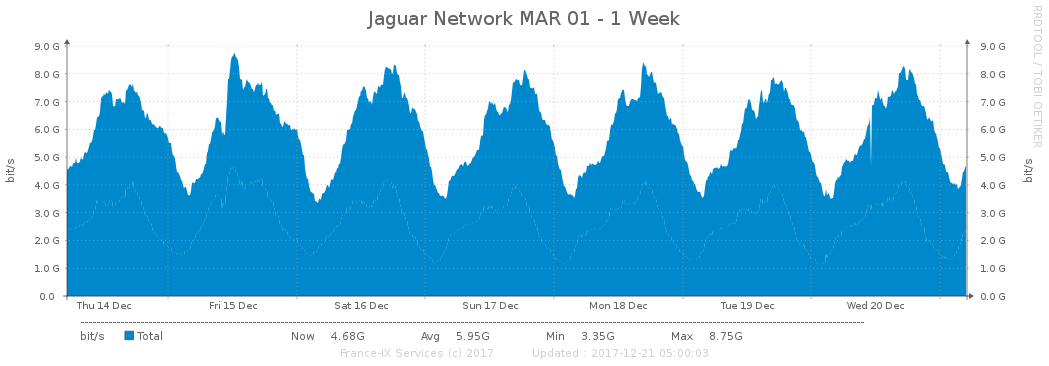 Jaguar Network MAR 01 - 1 Week
RRDTOOL / TOBI OETIKER
bit/s
bit/s
9.0 G 9.0 G
8.0 G 8.0 G
7.0 G 7.0 G
6.0 G 6.0 G
5.0 G 5.0 G
4.0 G 4.0 G
3.0 G 3.0 G
2.0 G 2.0 G
1.0 G 1.0 G
0.0 0.0 G
Thu 14 Dec Fri 15 Dec Sat 16 Dec Sun 17 Dec Mon 18 Dec Tue 19 Dec Wed 20 Dec
bit/s Total Now 4.68G Avg 5.95G Min 3.35G Max 8.75G
France-IX Services (c) 2017 Updated : 2017-12-21 05:00:03